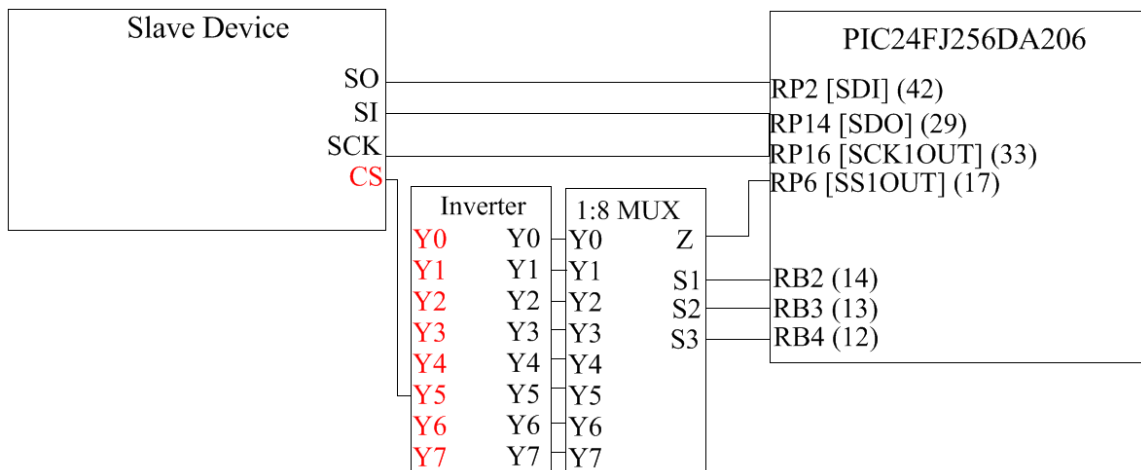 Slave Device
SO
SI
SCK
CS
PIC24FJ256DA206
RP2 [SDI] (42)
RP14 [SDO] (29)
RP16 [SCK1OUT] (33)
RP6 [SS1OUT] (17)
RB2 (14)
RB3 (13)
RB4 (12)
Inverter
Y0 Y0
Y1 Y1
Y2 Y2
Y3 Y3
Y4 Y4
Y5 Y5
Y6 Y6
Y7 Y7
1:8 MUX
Y0 Z
Y1 S1
Y2 S2
Y3 S3
Y4
Y5
Y6
Y7